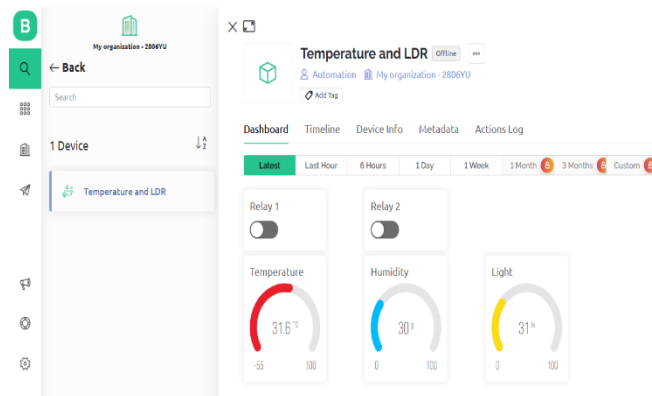 B
My organization - 2806YU
← Back
Search
1 Device
Temperature and LDR
X
Temperature and LDR Offline ...
Automation My organization - 2806YU
Add Tag
Dashboard Timeline Device Info Metadata Actions Log
Latest Last Hour 6 Hours 1 Day 1 Week 1 Month 3 Months Custom
Relay 1 Relay 2
Temperature Humidity Light
31.6 °C 30 31 lx
-55 100 0 100 0 100